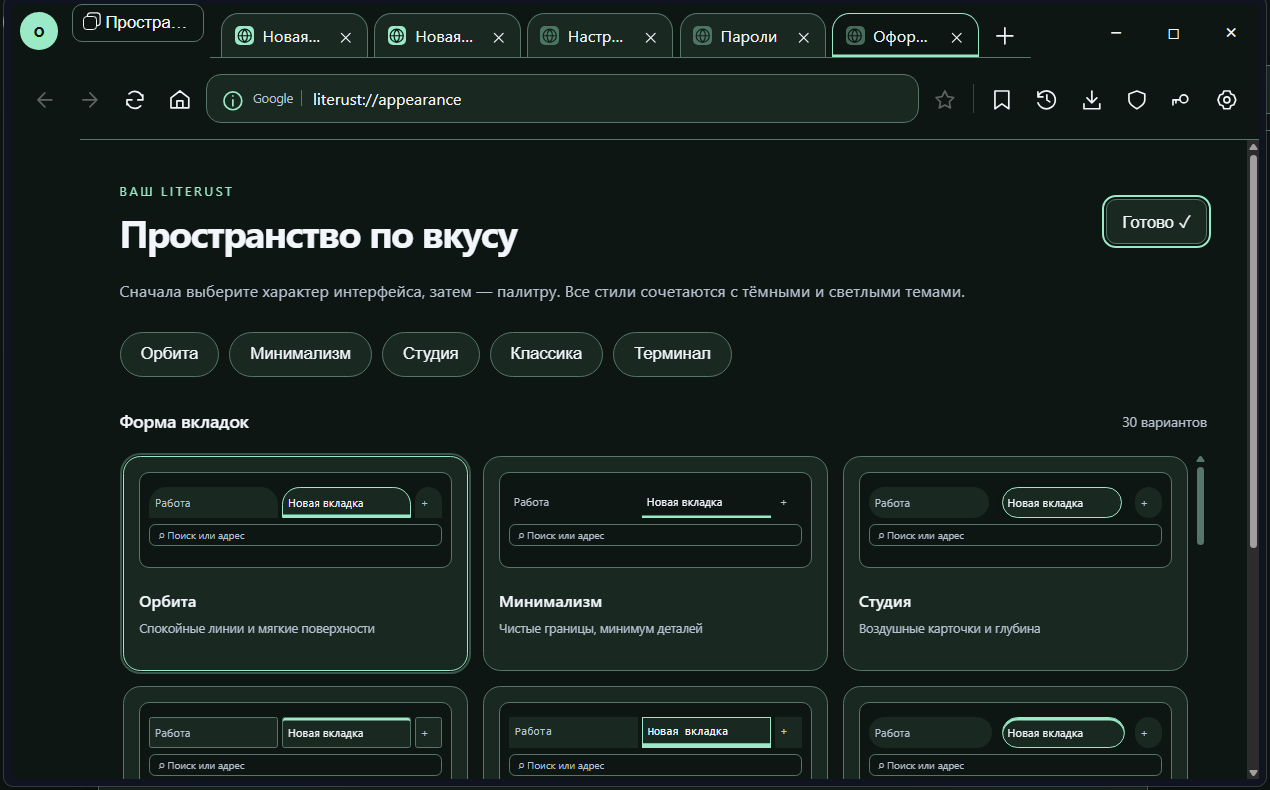 О
Простра...
Новая...
Новая...
Настр...
Пароли
Офор...
Google
literust://appearance
ВАШ LITERUST
Пространство по вкусу
Готово ✓
Сначала выберите характер интерфейса, затем — палитру. Все стили сочетаются с тёмными и светлыми темами.
Орбита
Минимализм
Студия
Классика
Терминал
Форма вкладок
30 вариантов
Работа
Новая вкладка
+
Поиск или адрес
Орбита
Спокойные линии и мягкие поверхности
Работа
Новая вкладка
+
Поиск или адрес
Минимализм
Чистые границы, минимум деталей
Работа
Новая вкладка
+
Поиск или адрес
Студия
Воздушные карточки и глубина
Работа
Новая вкладка
+
Поиск или адрес
Работа
Новая вкладка
+
Поиск или адрес
Работа
Новая вкладка
+
Поиск или адрес